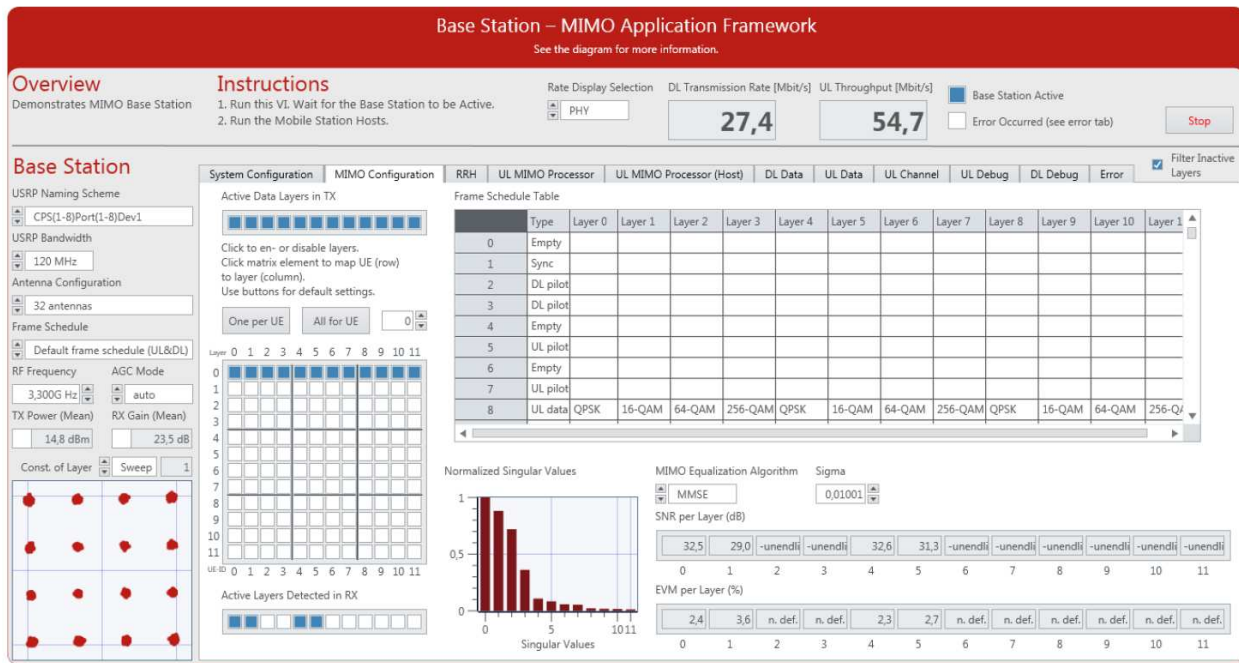 Base Station – MIMO Application Framework
See the diagram for more information.
Overview
Demonstrates MIMO Base Station
Instructions
1. Run this VI. Wait for the Base Station to be Active.
2. Run the Mobile Station Hosts.
Rate Display Selection
PHY
DL Transmission Rate [Mbit/s]
27,4
UL Throughput [Mbit/s]
54,7
Base Station Active
Error Occurred (see error tab)
Stop
Base Station
USRP Naming Scheme
CPS(1-8)Port(1-8)Dev1
USRP Bandwidth
120 MHz
Antenna Configuration
32 antennas
Frame Schedule
Default frame schedule (UL&DL)
RF Frequency AGC Mode
3,300G Hz auto
TX Power (Mean) RX Gain (Mean)
14,8 dBm 23,5 dB
Const. of Layer Sweep 1
System Configuration MIMO Configuration RRH UL MIMO Processor UL MIMO Processor (Host) DL Data UL Data UL Channel UL Debug DL Debug Error
Filter Inactive
Layers
Active Data Layers in TX
Click to en- or disable layers.
Click matrix element to map UE (row)
to layer (column).
Use buttons for default settings.
One per UE All for UE 0
Layer 0 1 2 3 4 5 6 7 8 9 10 11
0
1
2
3
4
5
6
7
8
9
10
11
UE-ID 0 1 2 3 4 5 6 7 8 9 10 11
Active Layers Detected in RX
Frame Schedule Table
Type Layer 0 Layer 1 Layer 2 Layer 3 Layer 4 Layer 5 Layer 6 Layer 7 Layer 8 Layer 9 Layer 10 Layer 1
0 Empty
1 Sync
2 DL pilot
3 DL pilot
4 Empty
5 UL pilot
6 Empty
7 UL pilot
8 UL data QPSK 16-QAM 64-QAM 256-QAM QPSK 16-QAM 64-QAM 256-QAM QPSK 16-QAM 64-QAM 256-QA
Normalized Singular Values
1
0,5
0
0 5 10 11
Singular Values
MIMO Equalization Algorithm Sigma
MMSE 0,01001
SNR per Layer (dB)
32,5 29,0 -unendli -unendli 32,6 31,3 -unendli -unendli -unendli -unendli -unendli -unendli
0 1 2 3 4 5 6 7 8 9 10 11
EVM per Layer (%)
2,4 3,6 n. def. n. def. 2,3 2,7 n. def. n. def. n. def. n. def. n. def. n. def.
0 1 2 3 4 5 6 7 8 9 10 11